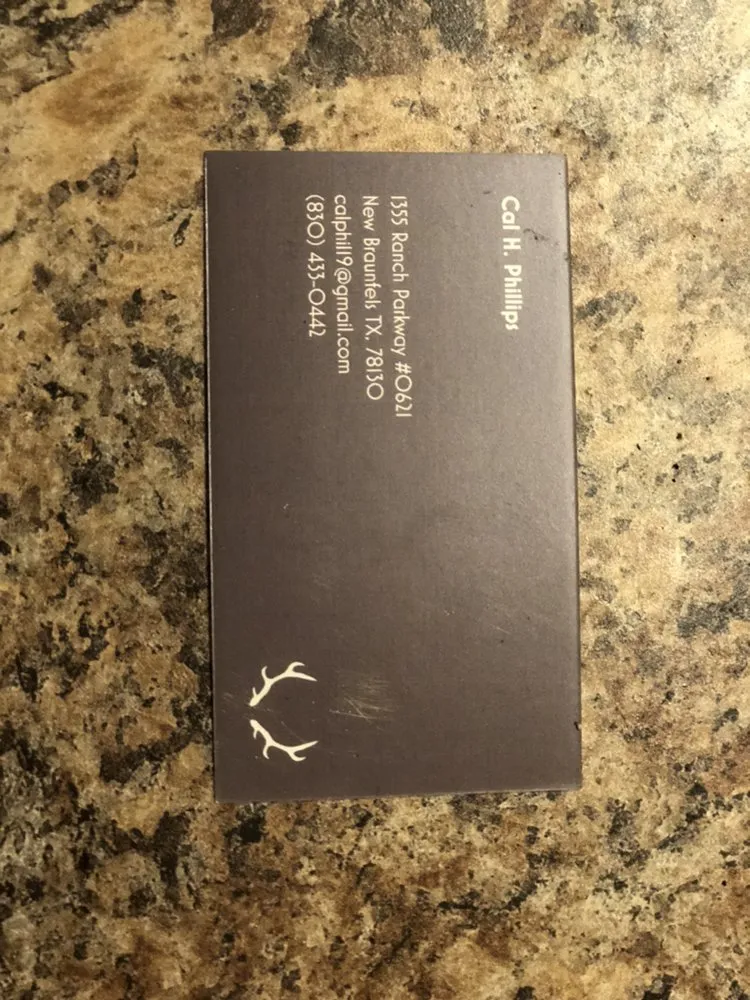 Cal H. Phillips
1355 Ranch Parkway #0621
New Braunfels TX, 78130
calphill9@gmail.com
(830) 433-0442